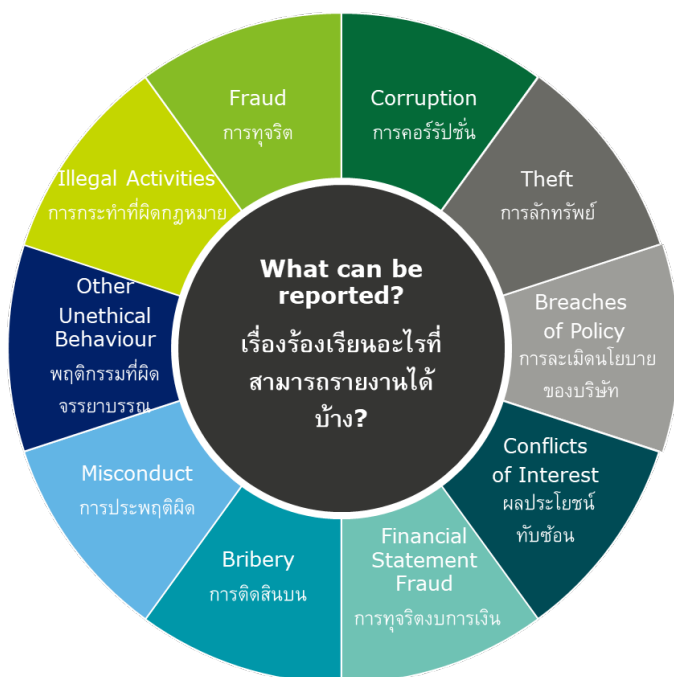 What can be
reported?
เรื่องร้องเรียนอะไรที่
สามารถรายงานได้
บ้าง?
Corruption
การคอร์รัปชั่น
Theft
การลักทรัพย์
Breaches
of Policy
การละเมิดนโยบาย
ของบริษัท
Conflicts
of Interest
ผลประโยชน์
ทับซ้อน
Financial
Statement
Fraud
การทุจริตงบการเงิน
Bribery
การติดสินบน
Misconduct
การประพฤติผิด
Other
Unethical
Behaviour
พฤติกรรมที่ผิด
จรรยาบรรณ
Illegal Activities
การกระทำที่ผิดกฎหมาย
Fraud
การทุจริต